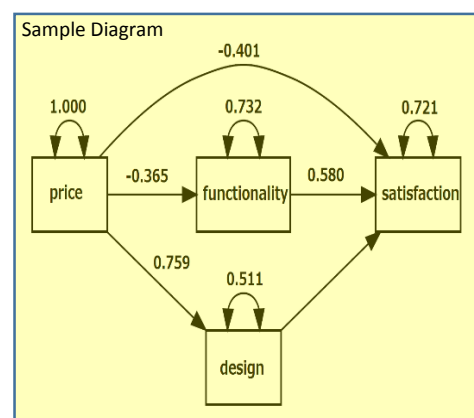 Sample Diagram
-0.401
1.000
0.732
0.721
price
-0.365
functionality
0.580
satisfaction
0.759
0.511
design